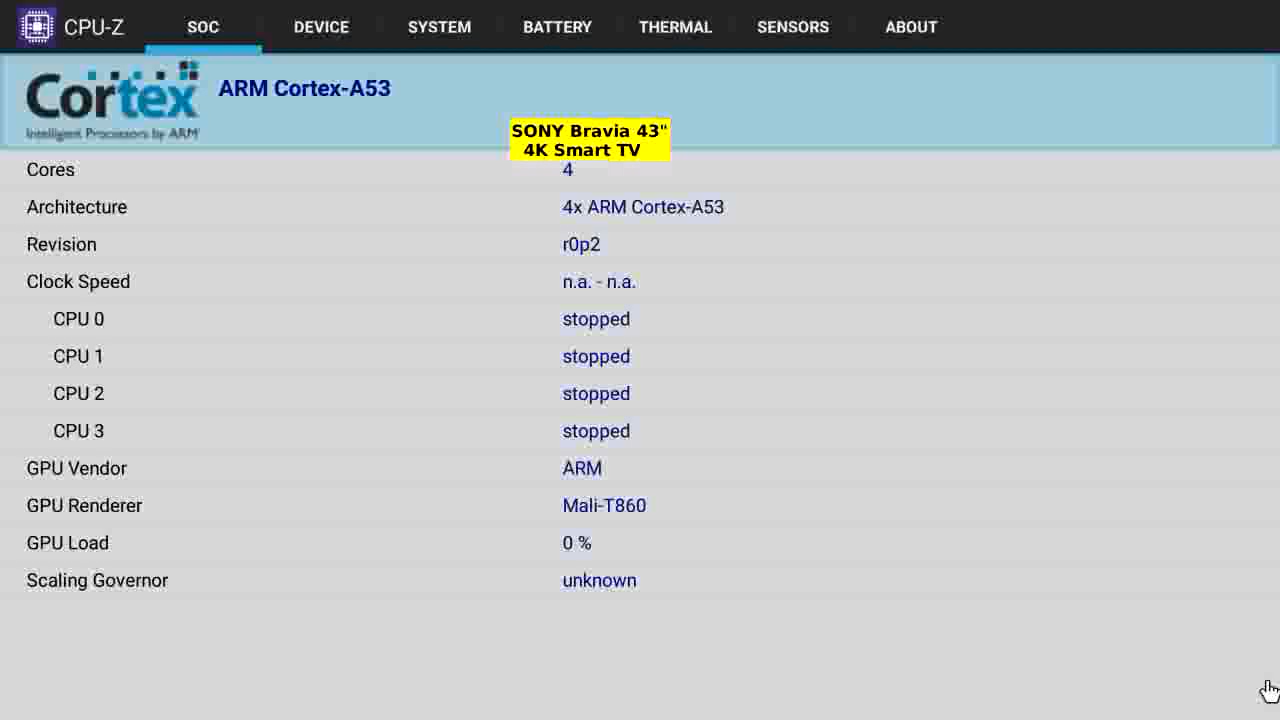 CPU-Z SOC DEVICE SYSTEM BATTERY THERMAL SENSORS ABOUT
Cortex
Intelligent Processors by ARM
ARM Cortex-A53
SONY Bravia 43"
4K Smart TV
Cores 4
Architecture 4x ARM Cortex-A53
Revision r0p2
Clock Speed n.a. - n.a.
CPU 0 stopped
CPU 1 stopped
CPU 2 stopped
CPU 3 stopped
GPU Vendor ARM
GPU Renderer Mali-T860
GPU Load 0 %
Scaling Governor unknown